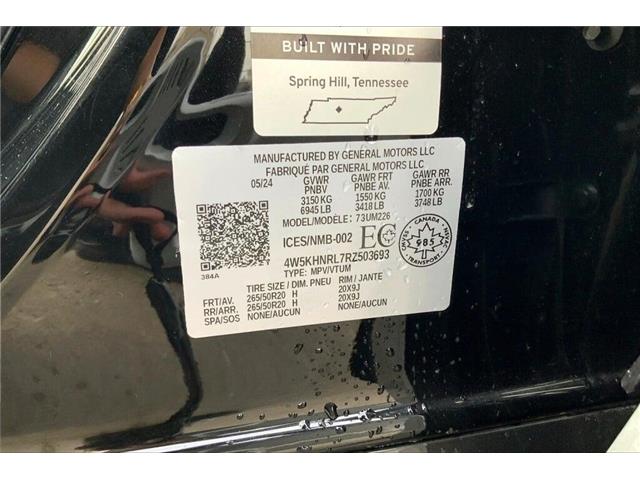 BUILT WITH PRIDE
Spring Hill, Tennessee
MANUFACTURED BY GENERAL MOTORS LLC
FABRIQUÉ PAR GENERAL MOTORS LLC
05/24 GVWR GAWR FRT GAWR RR
PNBV PNBE AV. PNBE ARR.
3150 KG 1550 KG 1700 KG
6945 LB 3418 LB 3748 LB
MODEL/MODELE: 73UM226
ICES/NMB-002 EC
CANADA
985
TRANSPORT
4W5KHNRL7RZ503693
TYPE: MPV/VTUM
384A
TIRE SIZE / DIM. PNEU RIM / JANTE
FRT/AV. 265/50R20 H 20X9J
RR/ARR. 265/50R20 H 20X9J
SPA/SOS NONE/AUCUN NONE/AUCUN